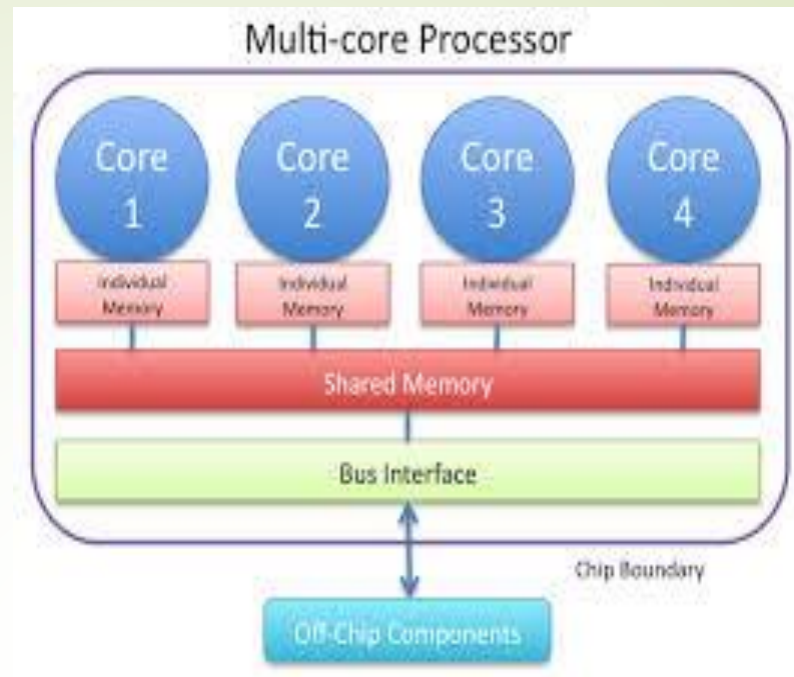 Multi-core Processor
Core 1
Core 2
Core 3
Core 4
Individual Memory
Individual Memory
Individual Memory
Individual Memory
Shared Memory
Bus Interface
Chip Boundary
Off-Chip Components